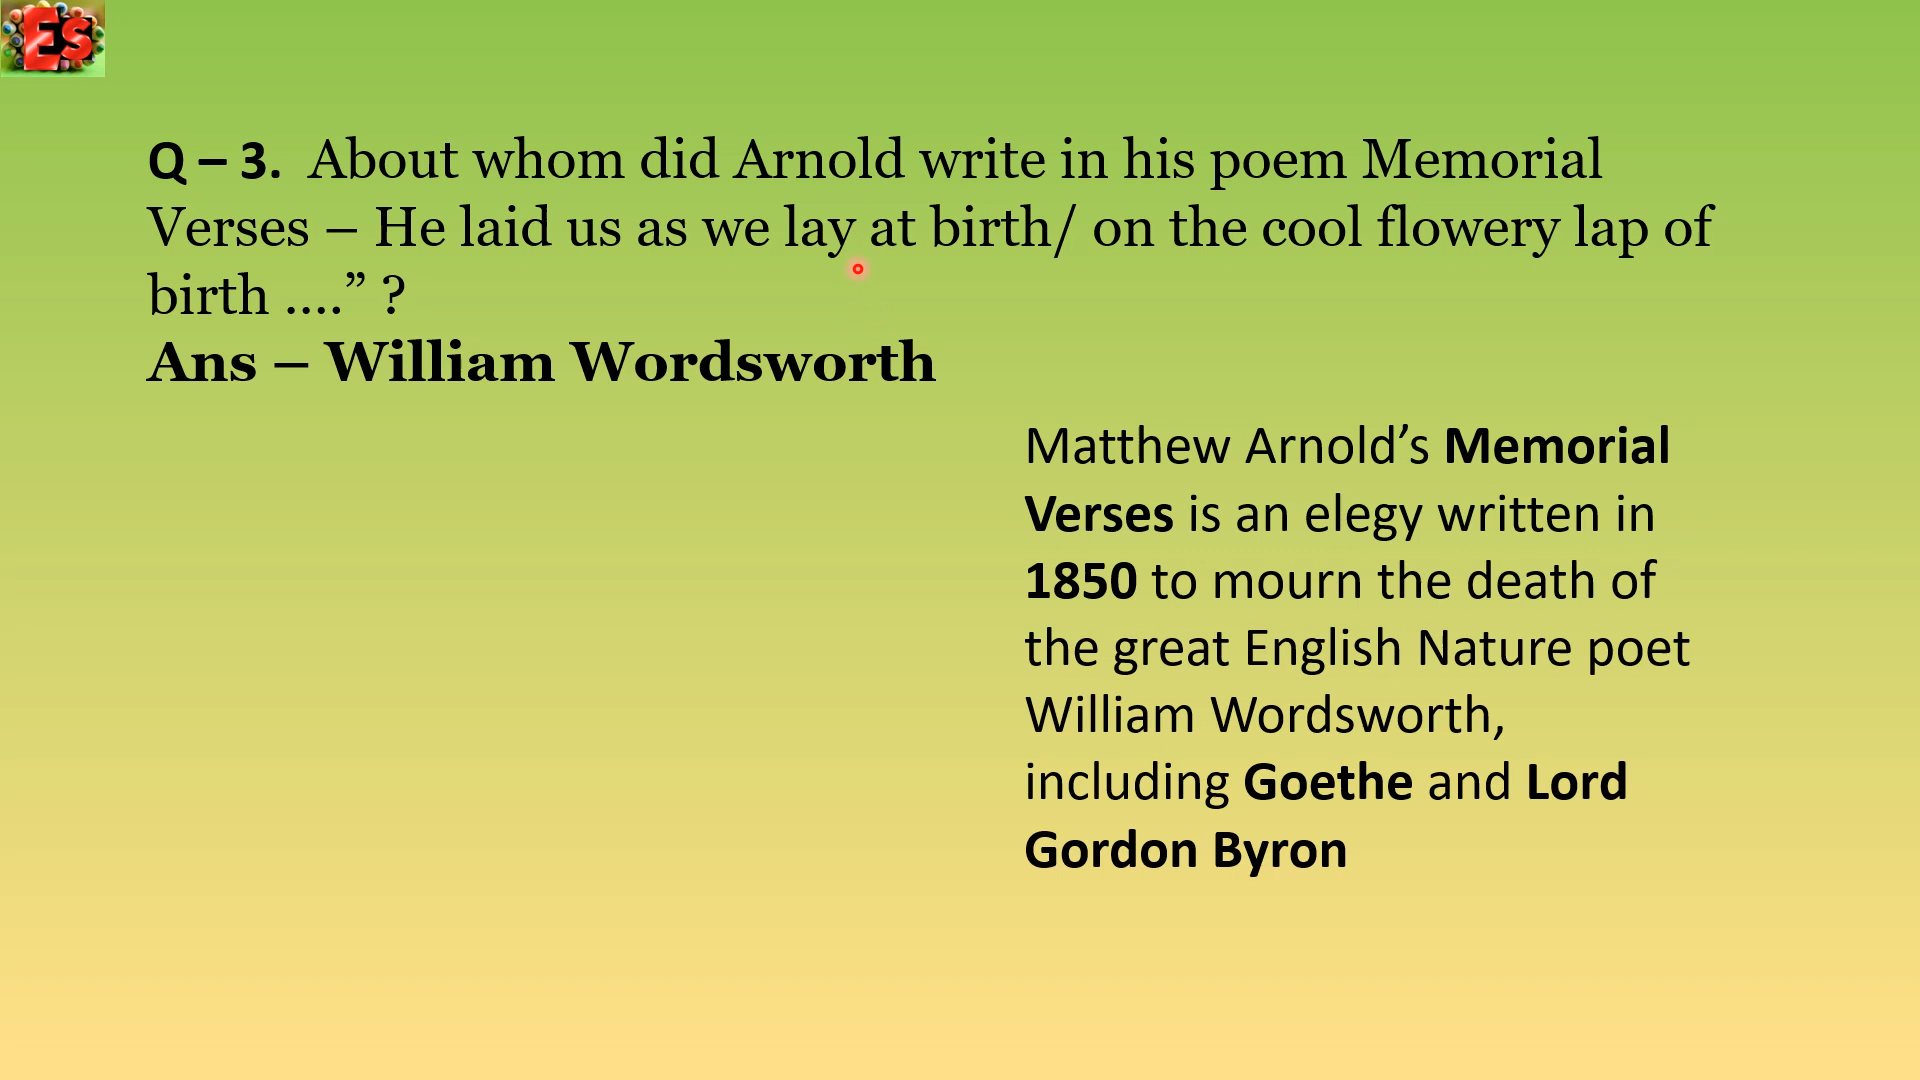 Es
Q – 3. About whom did Arnold write in his poem Memorial
Verses – He laid us as we lay at birth/ on the cool flowery lap of
birth ....” ?
Ans – William Wordsworth
Matthew Arnold’s Memorial
Verses is an elegy written in
1850 to mourn the death of
the great English Nature poet
William Wordsworth,
including Goethe and Lord
Gordon Byron